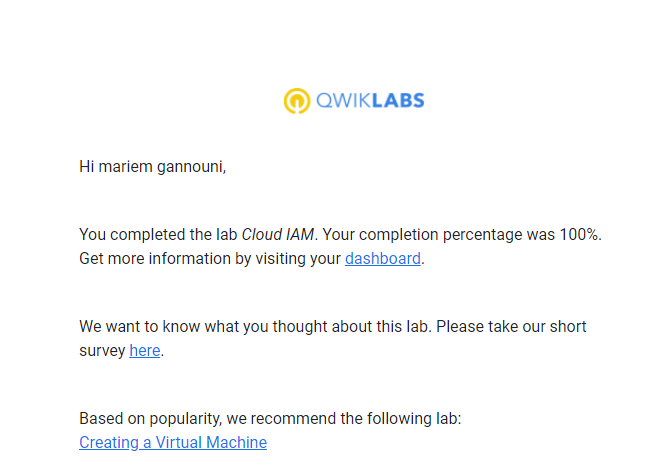 QWIKLABS
Hi mariem gannouni,
You completed the lab Cloud IAM. Your completion percentage was 100%.
Get more information by visiting your dashboard.
We want to know what you thought about this lab. Please take our short
survey here.
Based on popularity, we recommend the following lab:
Creating a Virtual Machine